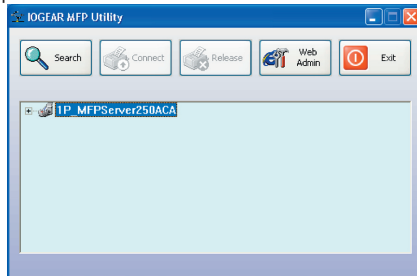 IOGEAR MFP Utility
Search
Connect
Release
Web
Admin
Exit
1P_MFPServer250ACA